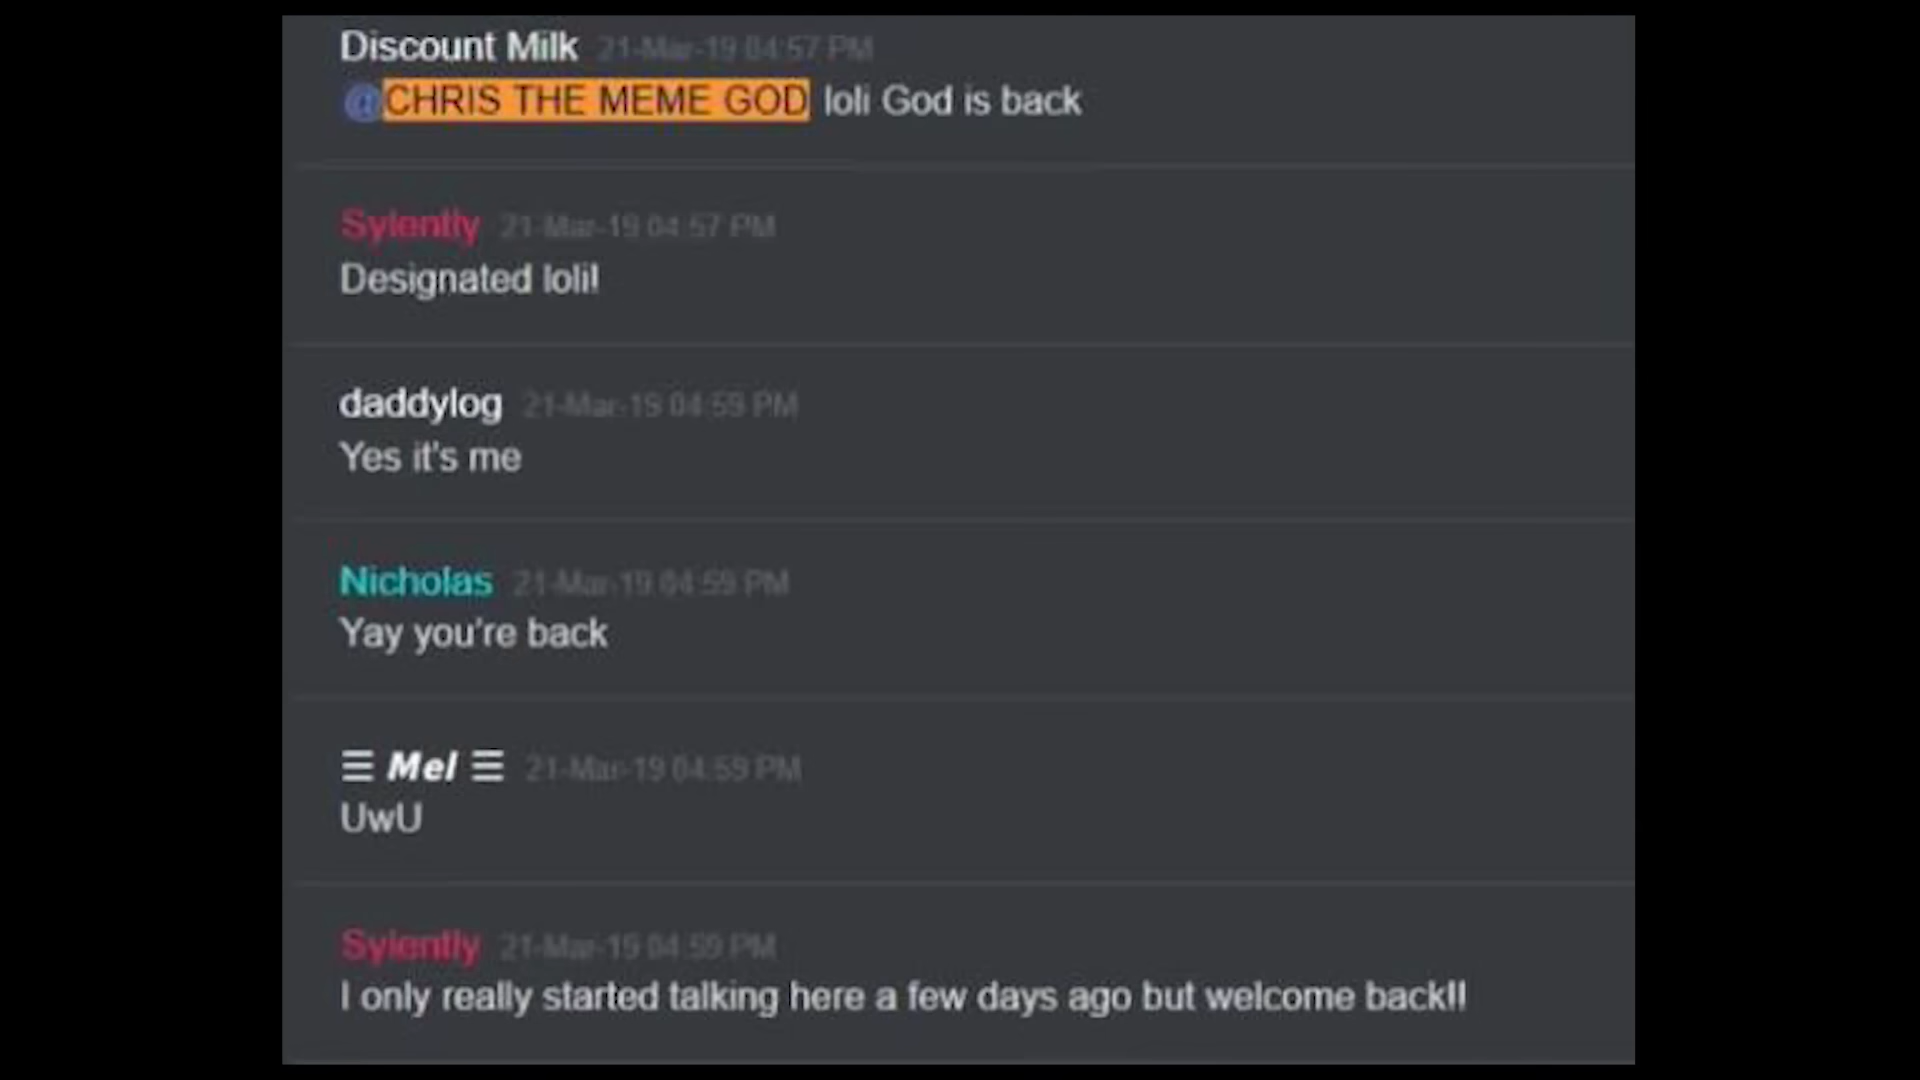 Discount Milk 21-Mar-19 04:57 PM
@CHRIS THE MEME GOD loli God is back
Sylently 21-Mar-19 04:57 PM
Designated loli!
daddylog 21-Mar-19 04:59 PM
Yes it's me
Nicholas 21-Mar-19 04:59 PM
Yay you're back
☰ Mel ☰ 21-Mar-19 04:59 PM
UwU
Sylently 21-Mar-19 04:59 PM
I only really started talking here a few days ago but welcome back!!